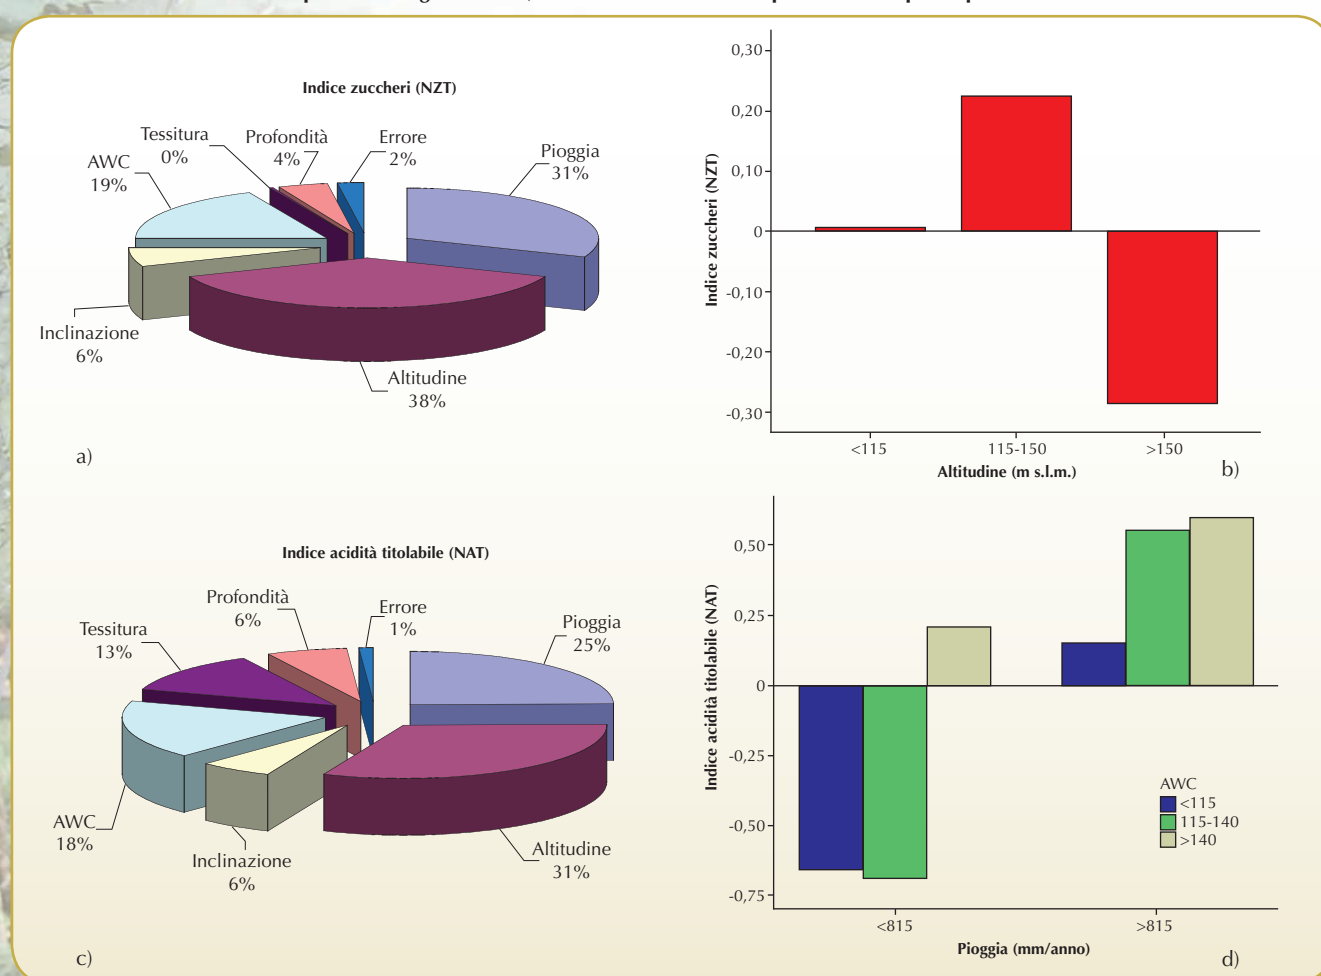 Indice zuccheri (NZT)
Tessitura
0%
Profondità
4%
Errore
2%
Pioggia
31%
AWC
19%
Inclinazione
6%
Altitudine
38%
a)
0,30
0,20
0,10
0
-0,10
-0,20
-0,30
Indice zuccheri (NZT)
<115
115-150
>150
Altitudine (m s.l.m.)
b)
Indice acidità titolabile (NAT)
Profondità
6%
Errore
1%
Pioggia
25%
Tessitura
13%
AWC
18%
Inclinazione
6%
Altitudine
31%
c)
0,50
0,25
0
-0,25
-0,50
-0,75
Indice acidità titolabile (NAT)
AWC
<115
115-140
>140
<815
>815
Pioggia (mm/anno)
d)